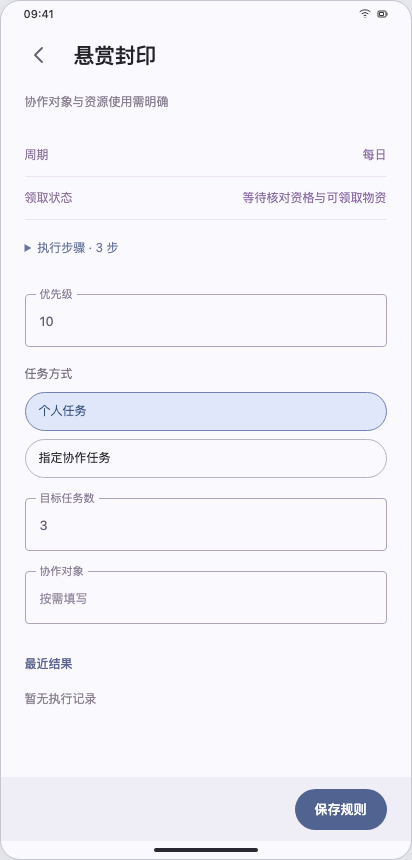 09:41
悬赏封印
协作对象与资源使用需明确
周期 每日
领取状态 等待核对资格与可领取物资
▶ 执行步骤 · 3 步
优先级
10
任务方式
个人任务
指定协作任务
目标任务数
3
协作对象
按需填写
最近结果
暂无执行记录
保存规则